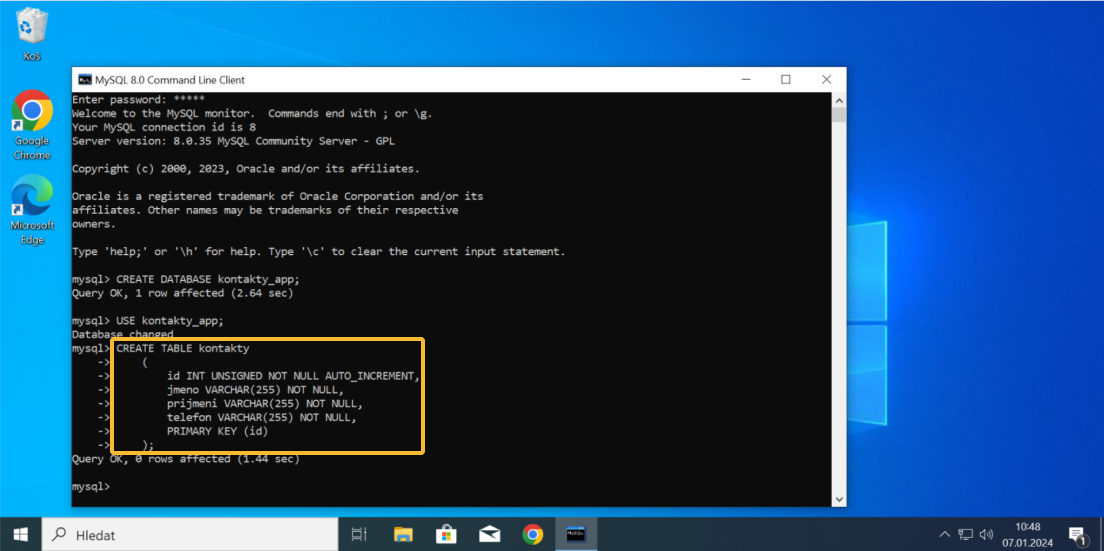 Koš
Google
Chrome
Microsoft
Edge
MySQL 8.0 Command Line Client
Enter password: *****
Welcome to the MySQL monitor.  Commands end with ; or \g.
Your MySQL connection id is 8
Server version: 8.0.35 MySQL Community Server - GPL
Copyright (c) 2000, 2023, Oracle and/or its affiliates.
Oracle is a registered trademark of Oracle Corporation and/or its
affiliates. Other names may be trademarks of their respective
owners.
Type 'help;' or '\h' for help. Type '\c' to clear the current input statement.
mysql> CREATE DATABASE kontakty_app;
Query OK, 1 row affected (2.64 sec)
mysql> USE kontakty_app;
Database changed
mysql> CREATE TABLE kontakty
    ->     (
    ->         id INT UNSIGNED NOT NULL AUTO_INCREMENT,
    ->         jmeno VARCHAR(255) NOT NULL,
    ->         prijmeni VARCHAR(255) NOT NULL,
    ->         telefon VARCHAR(255) NOT NULL,
    ->         PRIMARY KEY (id)
    ->     );
Query OK, 0 rows affected (1.44 sec)
mysql>
Hledat
10:48
07.01.2024
1